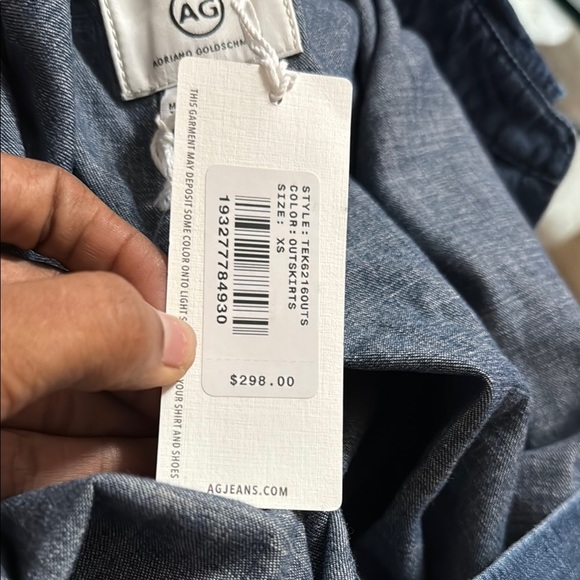 AG
ADRIANO GOLDSCHM
M
THIS GARMENT MAY DEPOSIT SOME COLOR ONTO LIGHT S
YOUR SHIRT AND SHOES
STYLE: TEK62160UTS
COLOR: OUTSKIRTS
SIZE: XS
193277784930
$298.00
AGJEANS.COM